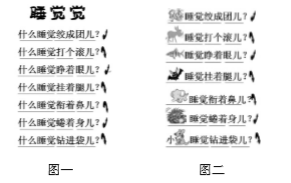 睡觉觉
什么睡觉绞成团儿？
什么睡觉打个滚儿？
什么睡觉睁着眼儿？
什么睡觉挂着腿儿？
什么睡觉衔着鼻儿？
什么睡觉蜷着身儿？
什么睡觉钻进袋儿？
图一
睡觉绞成团儿？
睡觉打个滚儿？
睡觉睁着眼儿？
睡觉挂着腿儿？
睡觉衔着鼻儿？
睡觉蜷着身儿？
小睡觉钻进袋儿？
图二